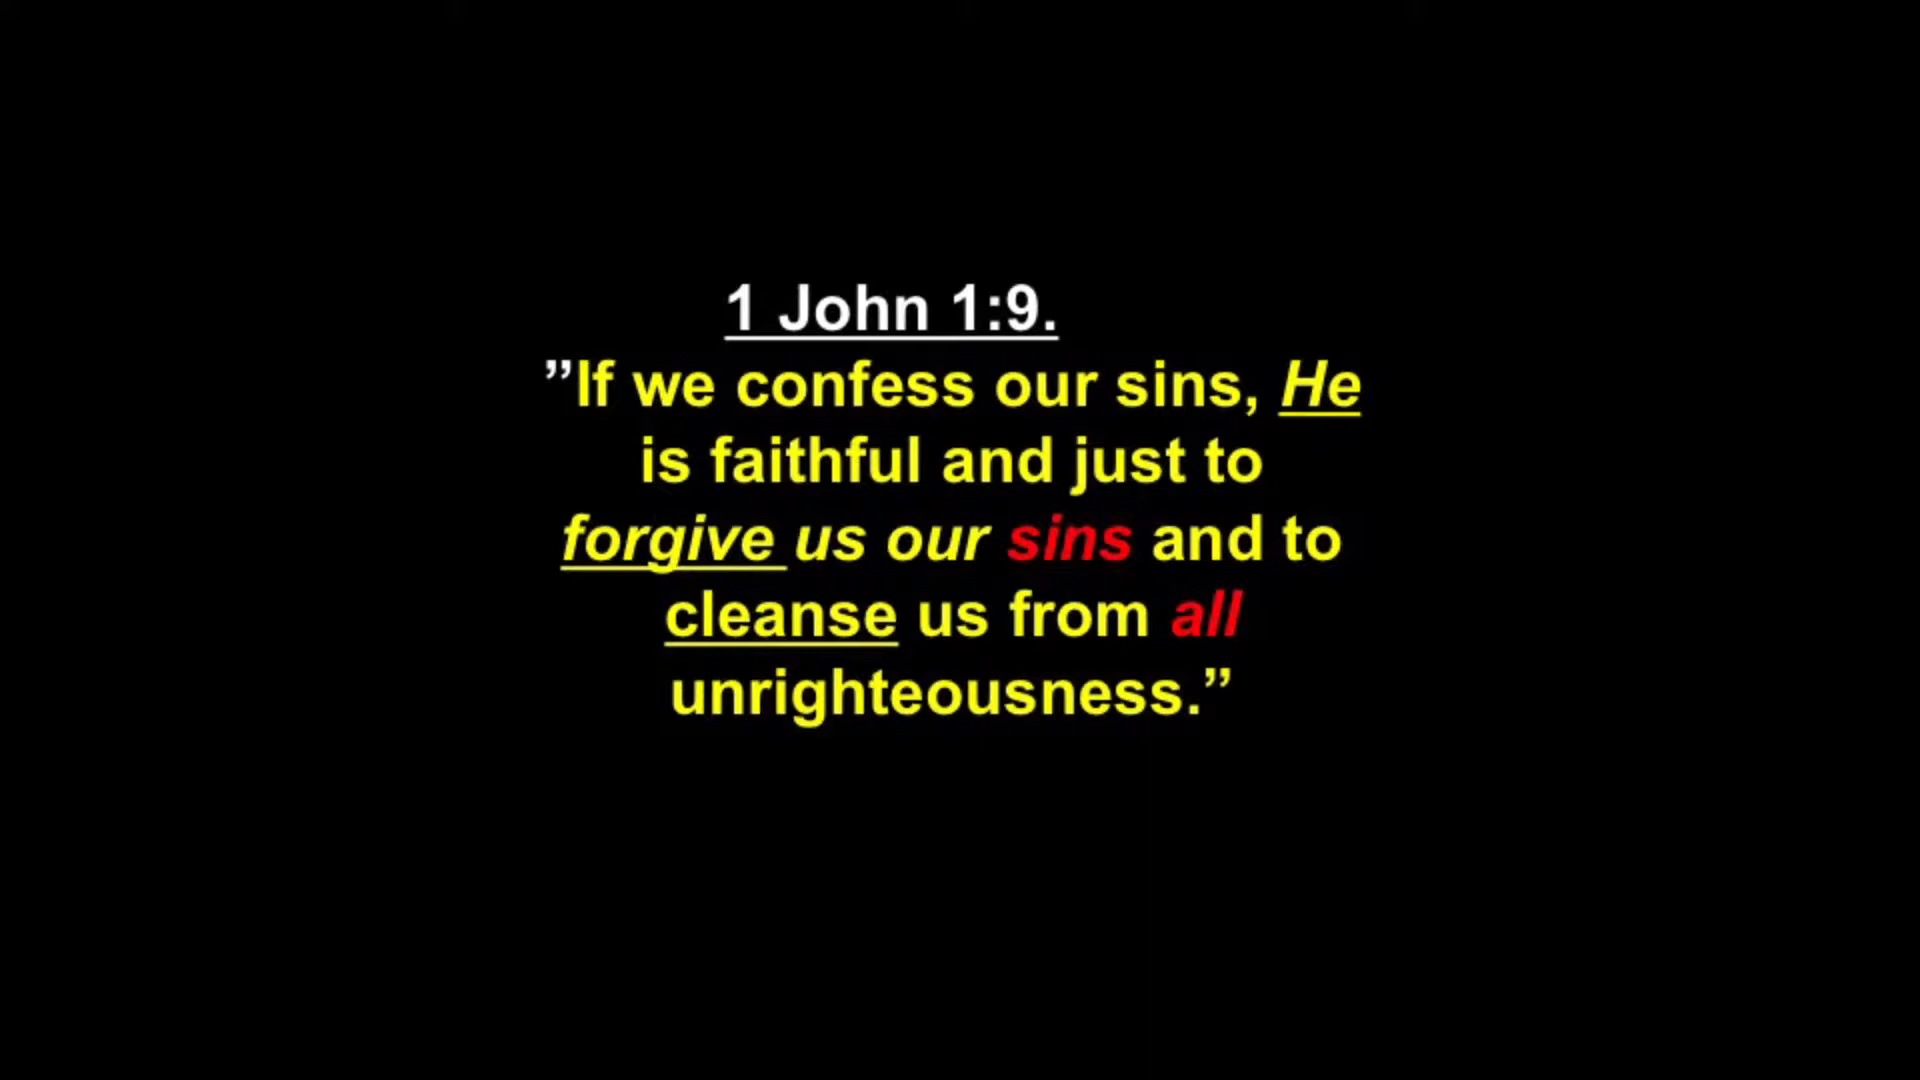 1 John 1:9.
”If we confess our sins, He
is faithful and just to
forgive us our sins and to
cleanse us from all
unrighteousness.”